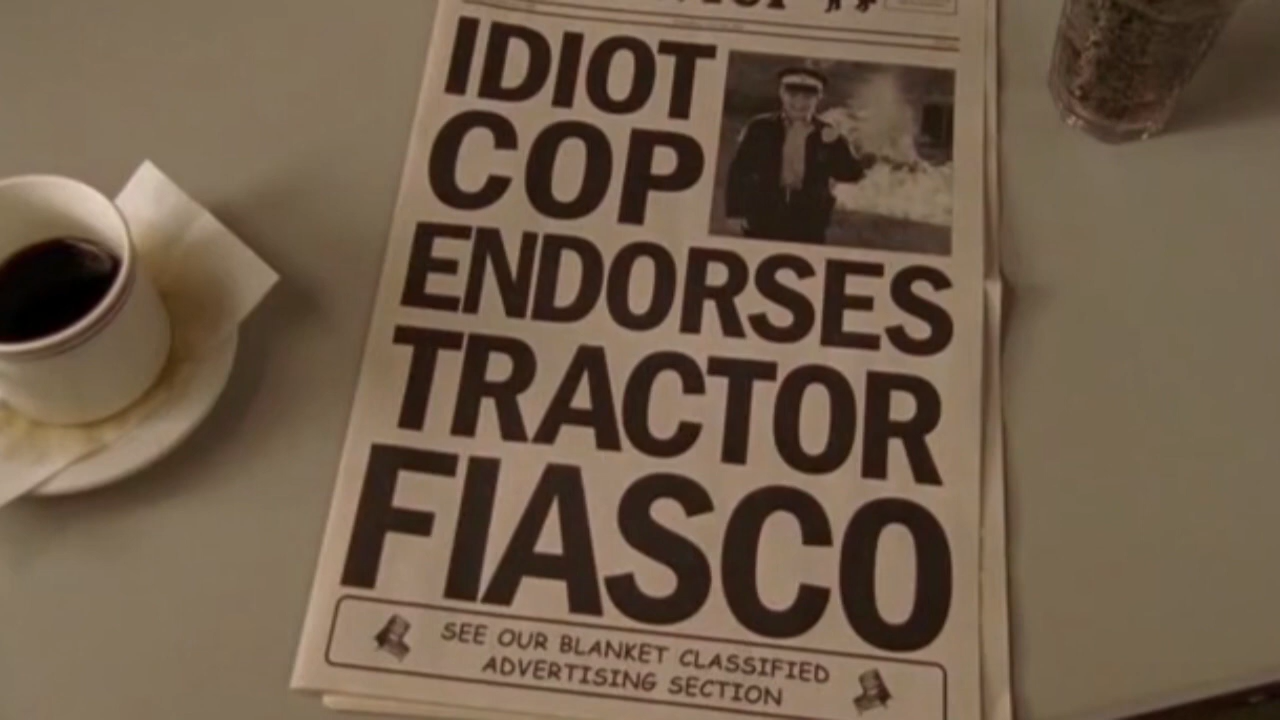 IDIOT
COP
ENDORSES
TRACTOR
FIASCO
SEE OUR BLANKET CLASSIFIED
ADVERTISING SECTION